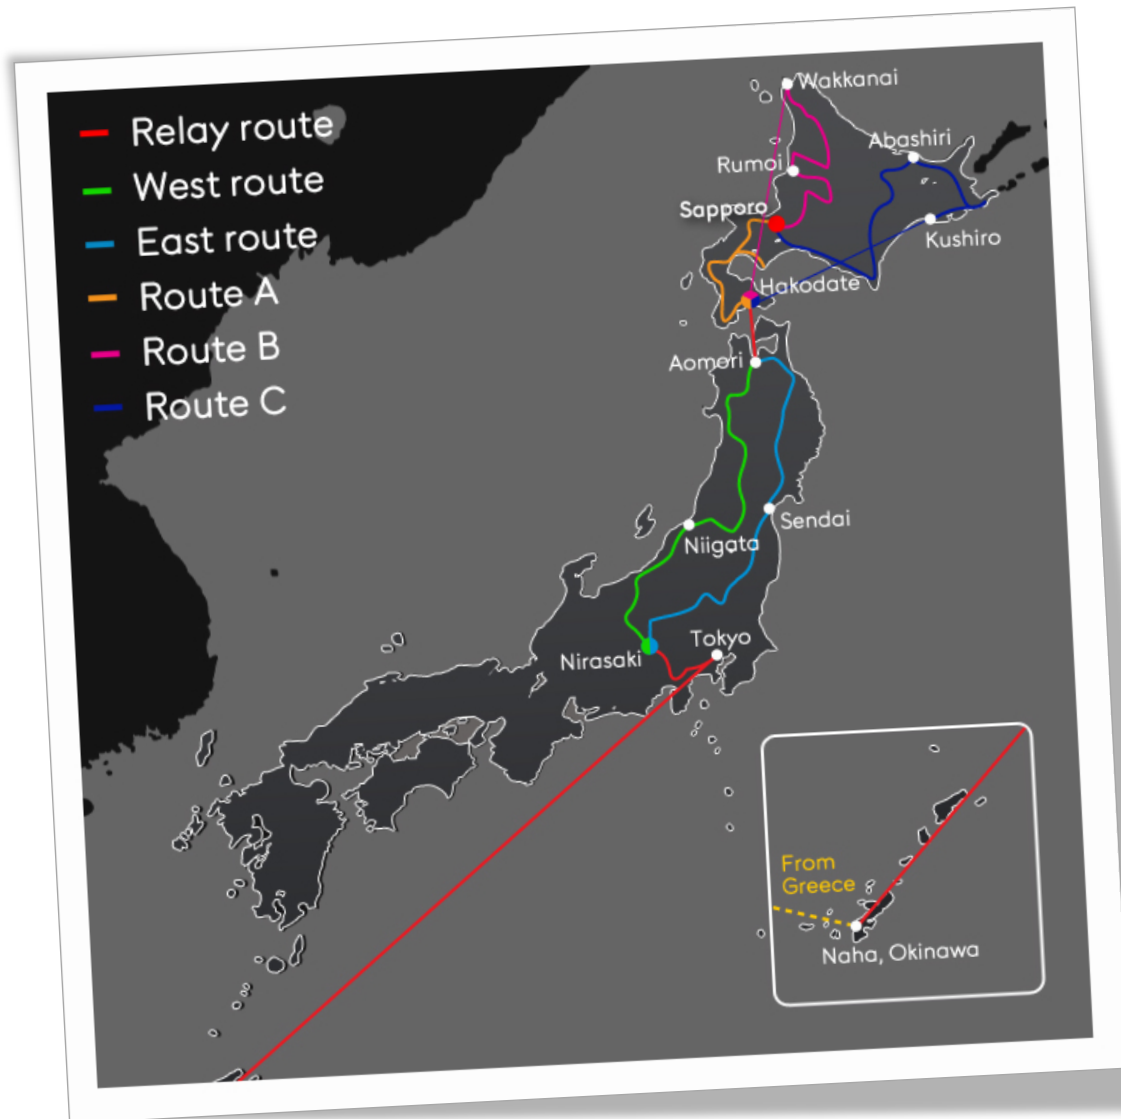 Relay route
West route
East route
Route A
Route B
Route C
Wakkanai
Abashiri
Rumoi
Sapporo
Kushiro
Hakodate
Aomori
Sendai
Niigata
Tokyo
Nirasaki
From
Greece
Naha, Okinawa